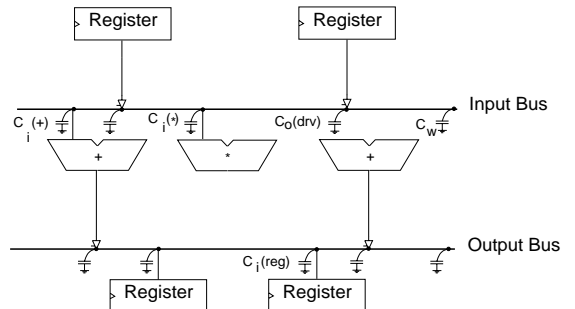 Register
Register
Input Bus
C i (+)
C i (*)
Co(drv)
Cw
+
*
+
Output Bus
C i (reg)
Register
Register